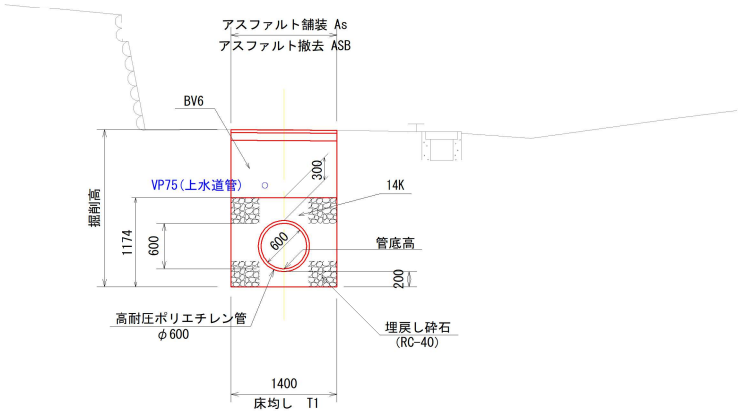 アスファルト舗装 As
アスファルト撤去 ASB
BV6
300
VP75(上水道管)
14K
掘削高
1174
600
600
管底高
200
高耐圧ポリエチレン管
φ600
埋戻し砕石
(RC-40)
1400
床均し T1